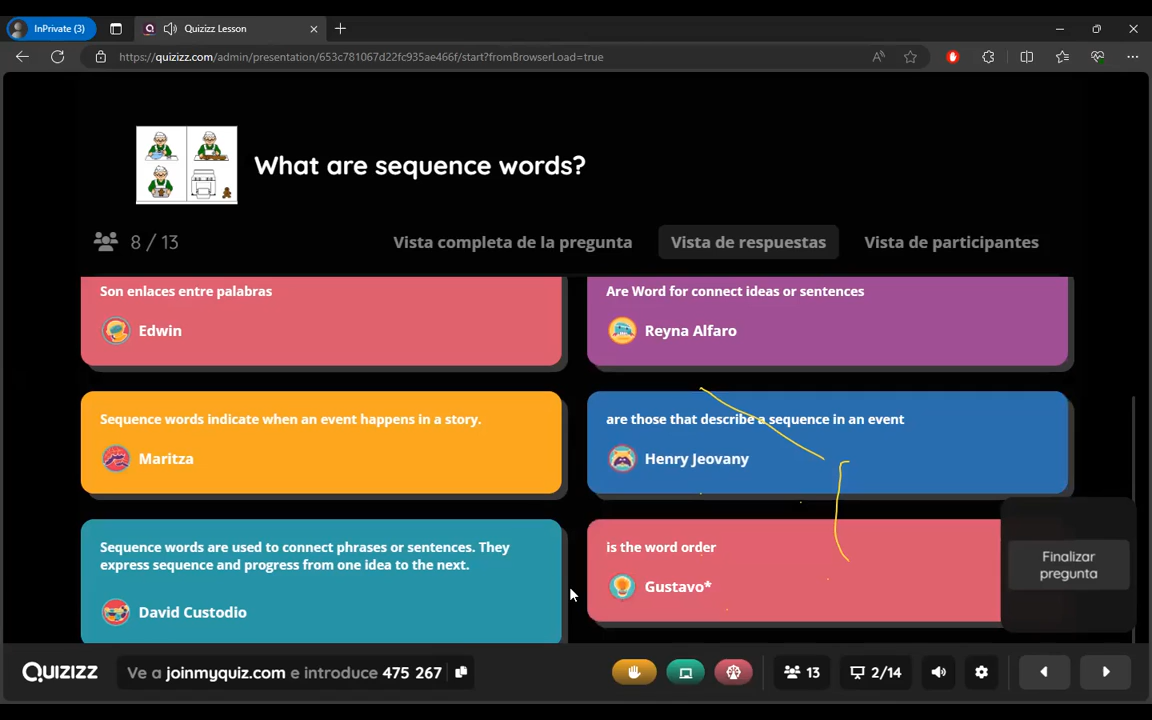 InPrivate (3)
Quizizz Lesson
https://quizizz.com/admin/presentation/653c781067d22fc935ae466f/start?fromBrowserLoad=true
What are sequence words?
8 / 13
Vista completa de la pregunta
Vista de respuestas
Vista de participantes
Son enlaces entre palabras
Edwin
Are Word for connect ideas or sentences
Reyna Alfaro
Sequence words indicate when an event happens in a story.
Maritza
are those that describe a sequence in an event
Henry Jeovany
Sequence words are used to connect phrases or sentences. They
express sequence and progress from one idea to the next.
David Custodio
is the word order
Gustavo*
Finalizar
pregunta
Quizizz
Ve a joinmyquiz.com e introduce 475 267
13
2/14